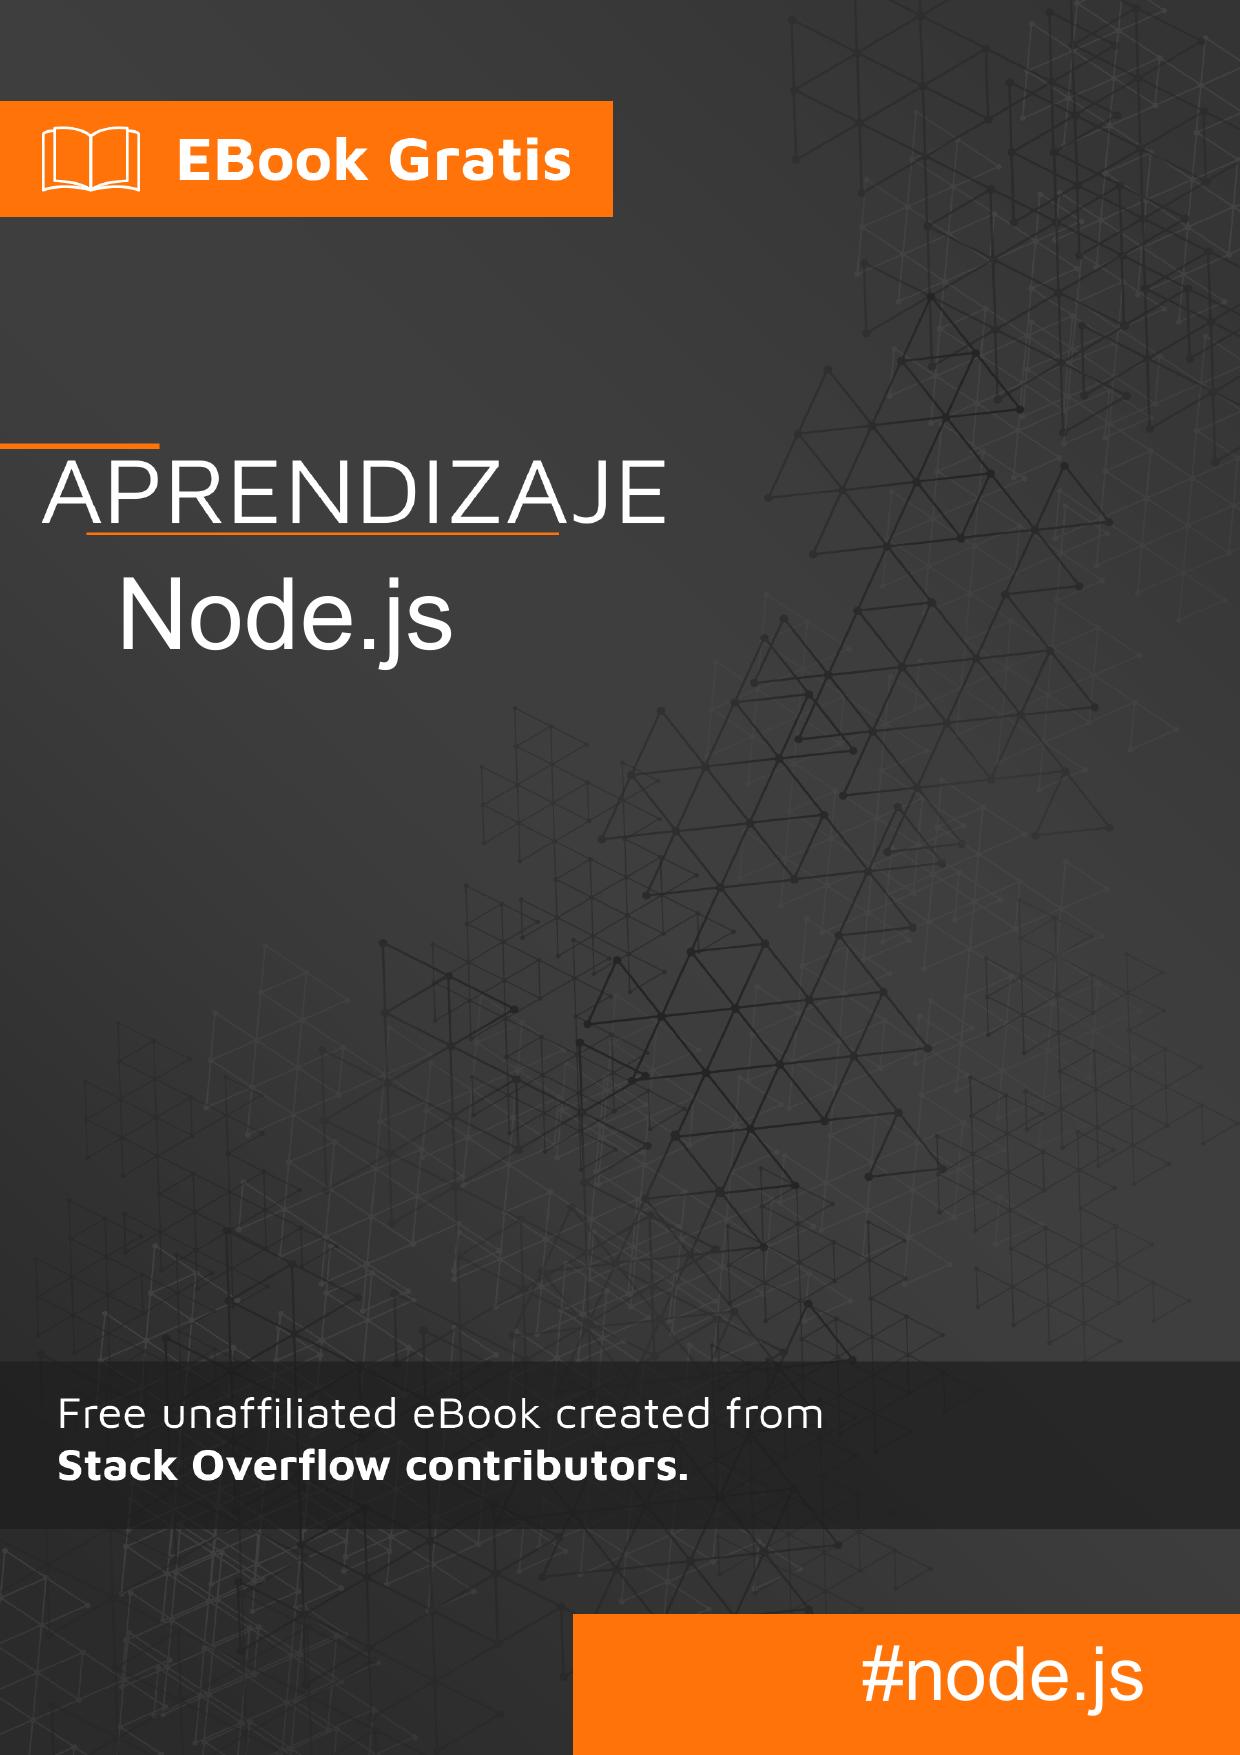 EBook Gratis
APRENDIZAJE
Node.js
Free unaffiliated eBook created from
Stack Overflow contributors.
#node.js